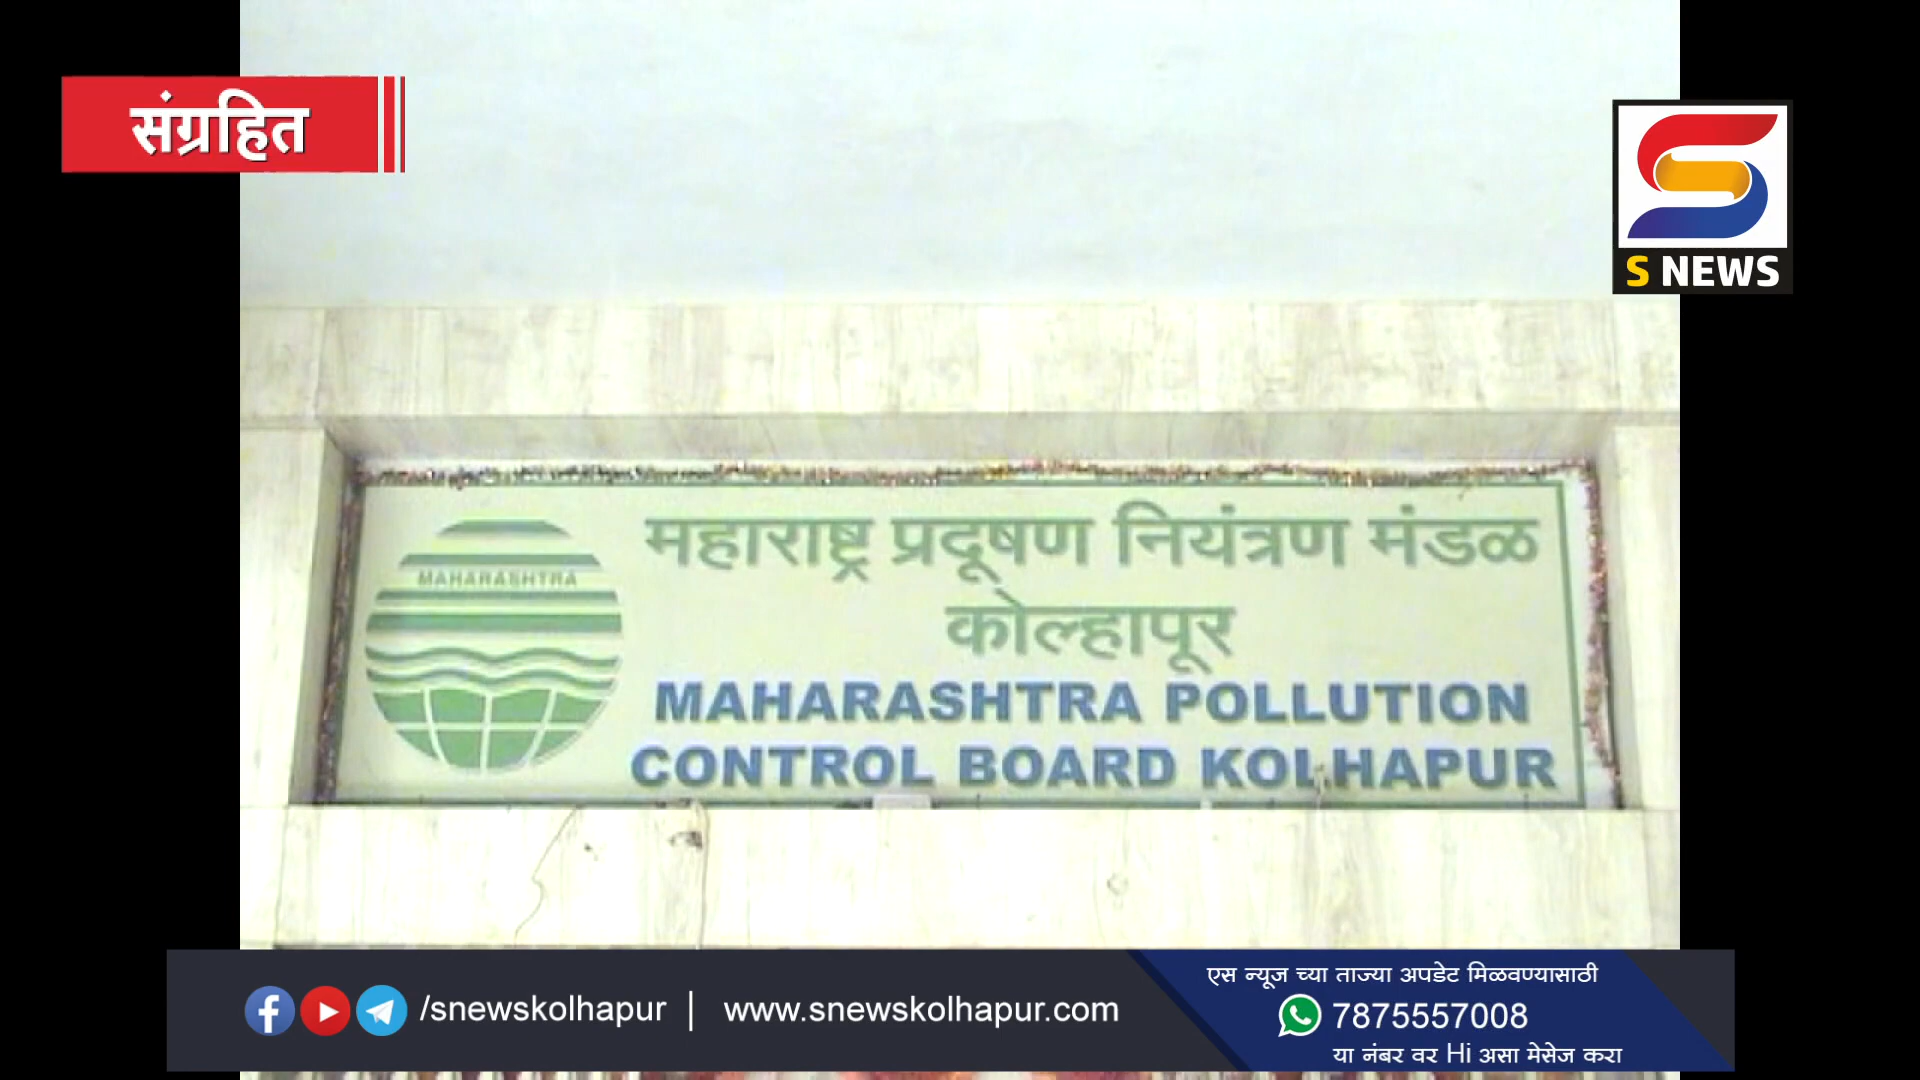 संग्रहित
S NEWS
महाराष्ट्र प्रदूषण नियंत्रण मंडळ
कोल्हापूर
MAHARASHTRA
MAHARASHTRA POLLUTION
CONTROL BOARD KOLHAPUR
/snewskolhapur | www.snewskolhapur.com
एस न्यूज च्या ताज्या अपडेट मिळवण्यासाठी
7875557008
या नंबर वर Hi असा मेसेज करा